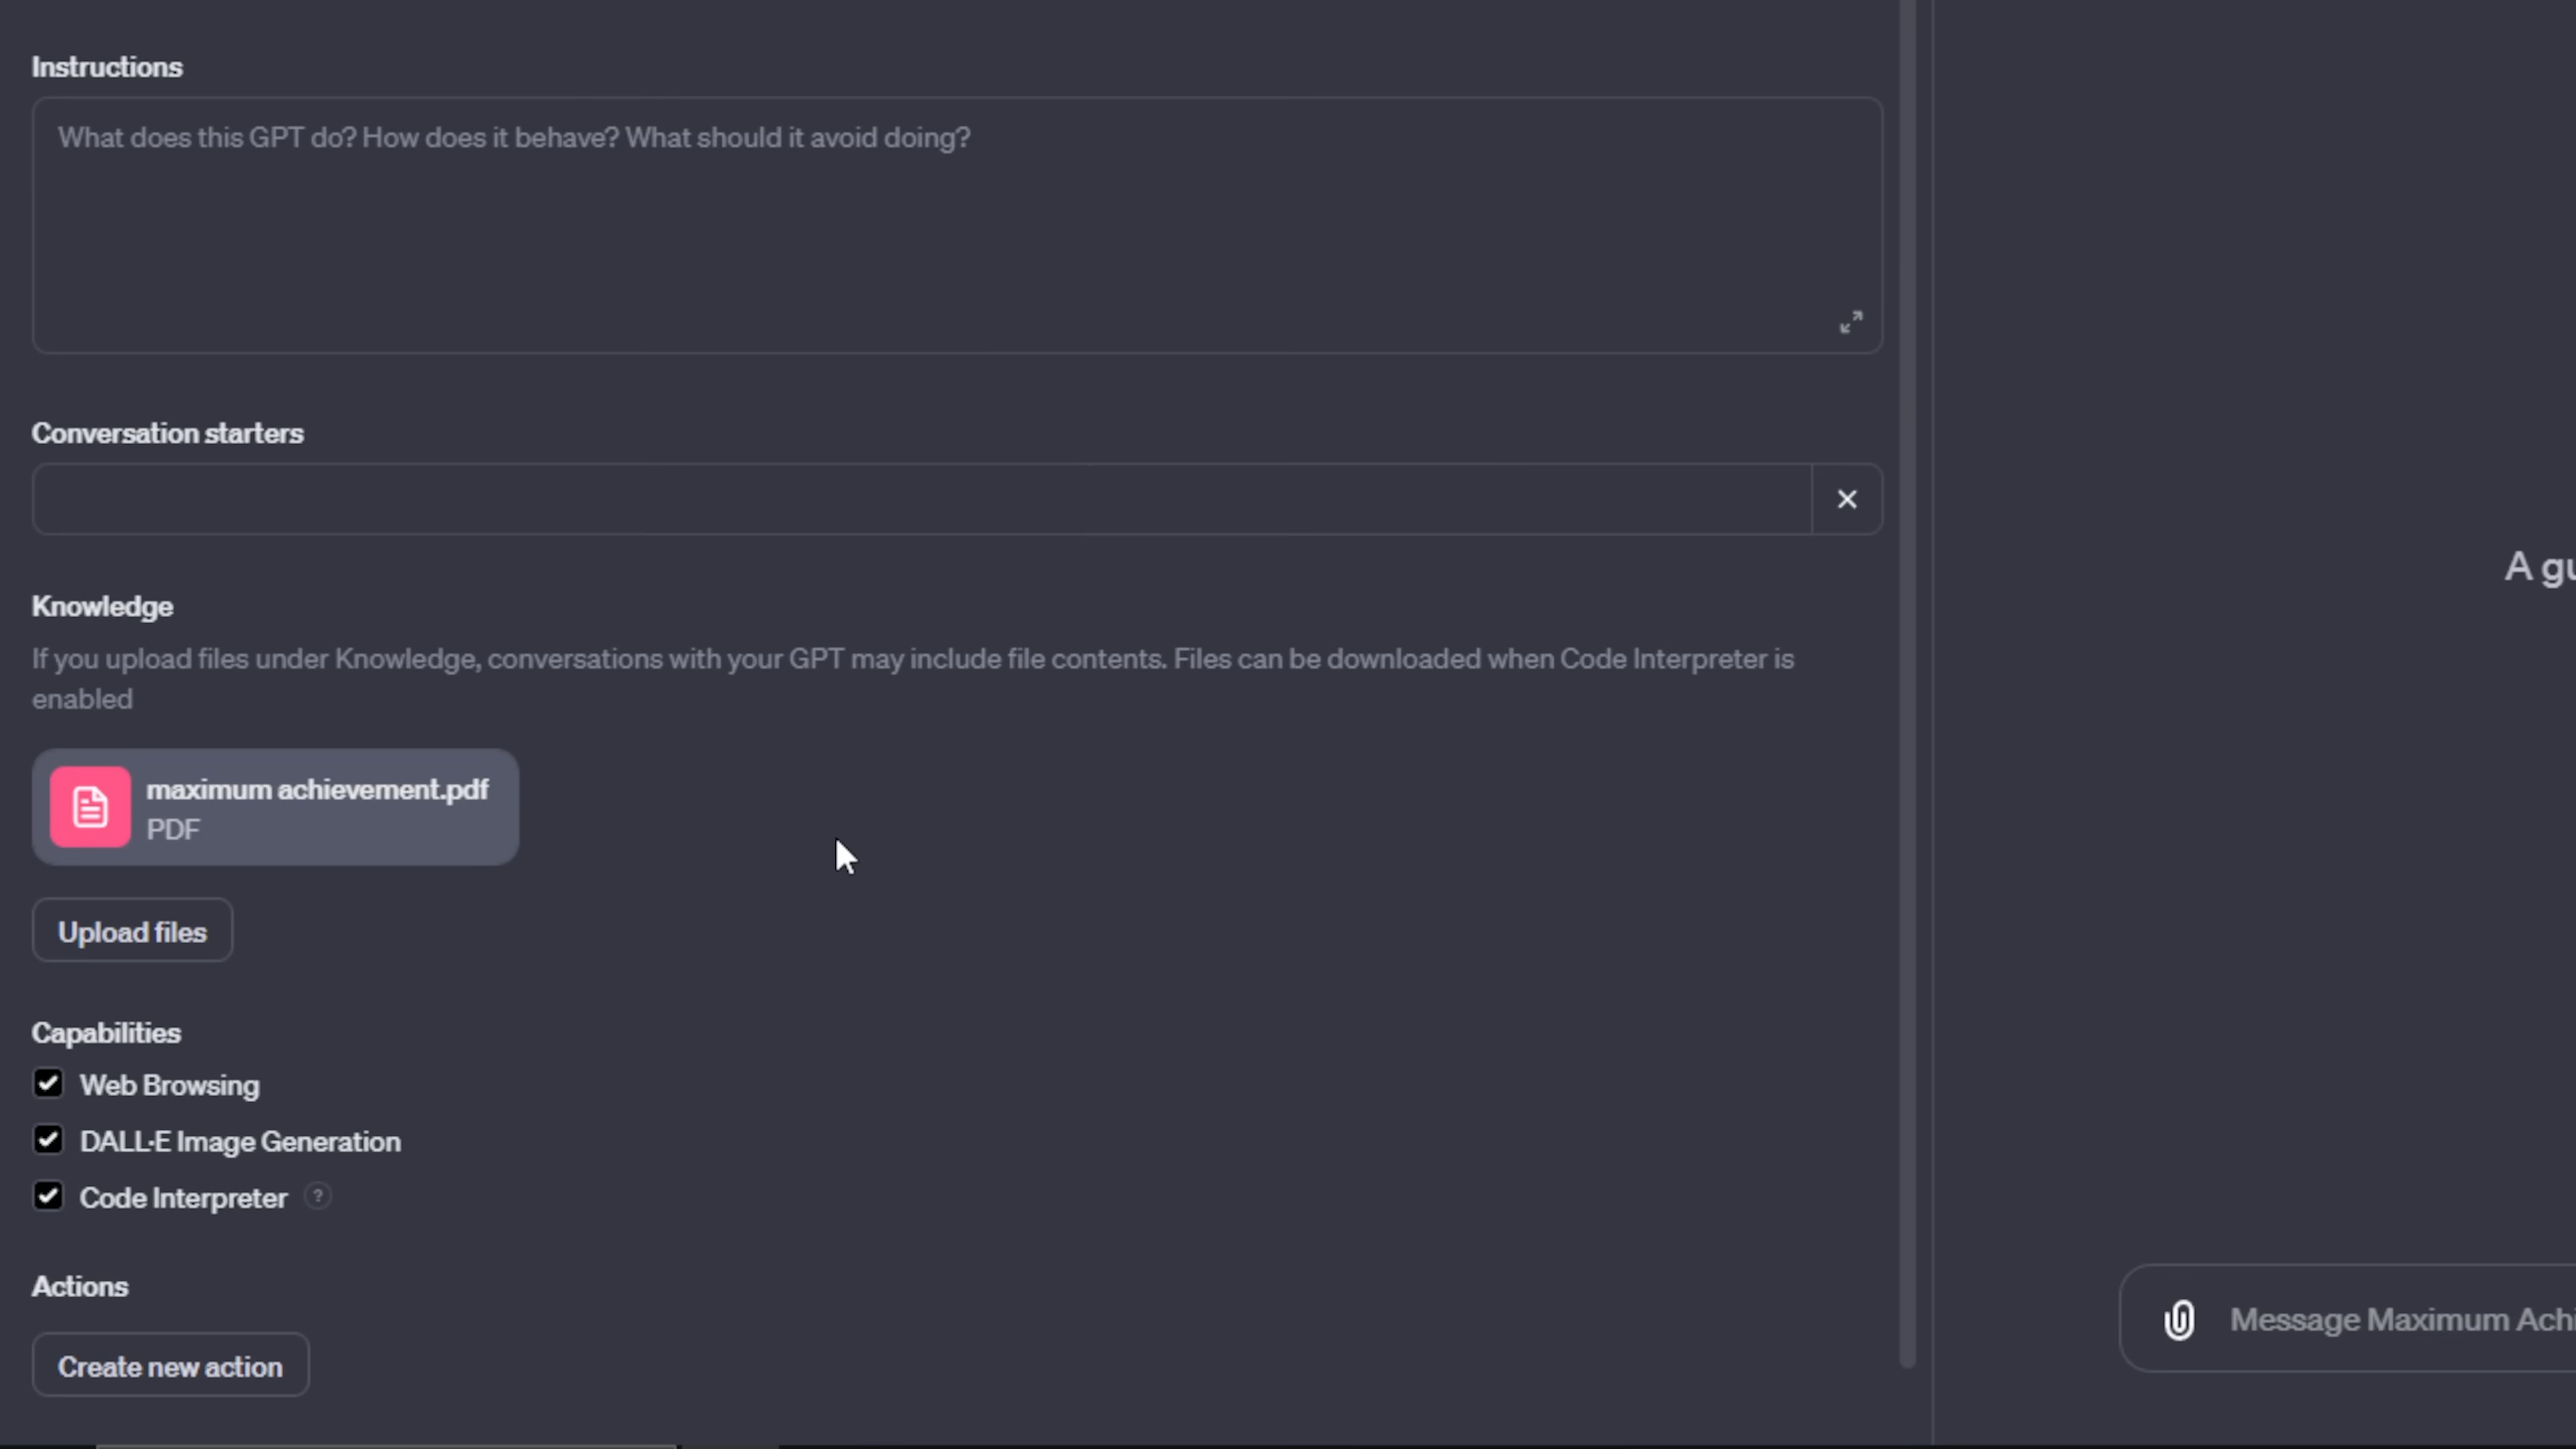 Instructions
What does this GPT do? How does it behave? What should it avoid doing?
Conversation starters
Knowledge
If you upload files under Knowledge, conversations with your GPT may include file contents. Files can be downloaded when Code Interpreter is
enabled
maximum achievement.pdf
PDF
Upload files
Capabilities
Web Browsing
DALL·E Image Generation
Code Interpreter ?
Actions
Create new action
A gu
Message Maximum Achi